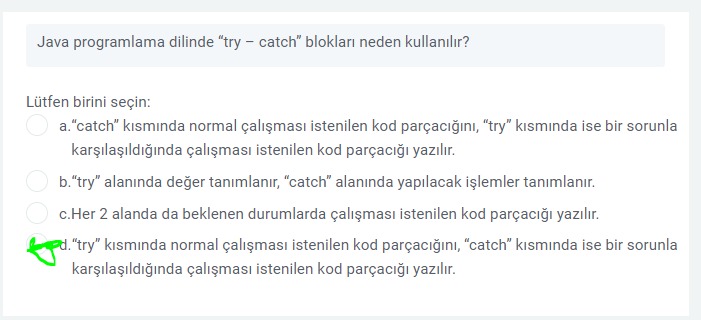 Java programlama dilinde “try – catch” blokları neden kullanılır?
Lütfen birini seçin:
a.“catch” kısmında normal çalışması istenilen kod parçacığını, “try” kısmında ise bir sorunla
karşılaşıldığında çalışması istenilen kod parçacığı yazılır.
b.“try” alanında değer tanımlanır, “catch” alanında yapılacak işlemler tanımlanır.
c.Her 2 alanda da beklenen durumlarda çalışması istenilen kod parçacığı yazılır.
d.“try” kısmında normal çalışması istenilen kod parçacığını, “catch” kısmında ise bir sorunla
karşılaşıldığında çalışması istenilen kod parçacığı yazılır.